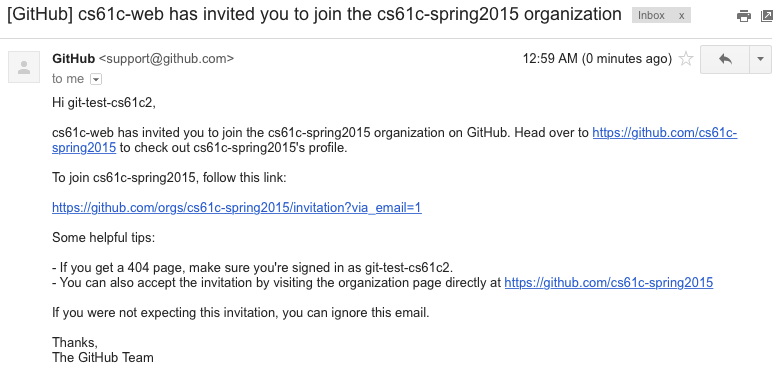 [GitHub] cs61c-web has invited you to join the cs61c-spring2015 organization Inbox x
GitHub <support@github.com> 12:59 AM (0 minutes ago)
to me
Hi git-test-cs61c2,
cs61c-web has invited you to join the cs61c-spring2015 organization on GitHub. Head over to https://github.com/cs61c-
spring2015 to check out cs61c-spring2015's profile.
To join cs61c-spring2015, follow this link:
https://github.com/orgs/cs61c-spring2015/invitation?via_email=1
Some helpful tips:
- If you get a 404 page, make sure you're signed in as git-test-cs61c2.
- You can also accept the invitation by visiting the organization page directly at https://github.com/cs61c-spring2015
If you were not expecting this invitation, you can ignore this email.
Thanks,
The GitHub Team